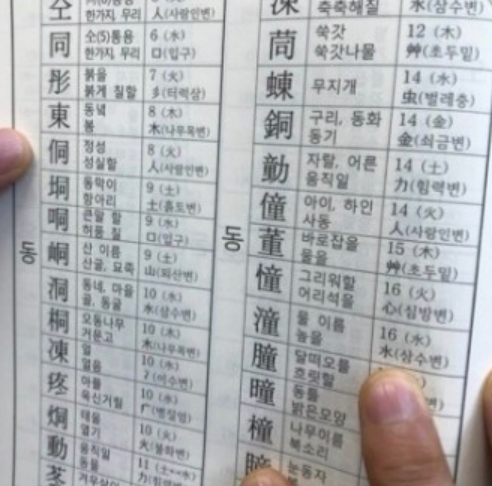 仝 소(仝)통용
한가지, 우리 人(사람인변)
同 소(5)통용 6 (水)
한가지, 우리 口(입구)
彤 붉을 7 (火)
붉게 칠할 彡(터럭삼)
東 동녘 8 (木)
봄 木(나무목변)
侗 정성 8 (火)
성실할 人(사람인변)
垌 동막이 9 (土)
항아리 土(흙토변)
哃 큰말 할 9 (水)
허풍 칠 口(입구)
동
峒 산 이름 9 (土)
산골, 묘족 山(뫼산변)
洞 동네, 마을 10 (水)
골, 동굴 水(삼수변)
桐 오동나무 10 (木)
거문고 木(나무목변)
凍 얼 10 (水)
얼음 冫(이수변)
疼 아플 10 (水)
욱신거릴 疒(병질엄)
烔 태울 10 (火)
열기 火(불화변)
動 움직일 11 (土--水)
동물 力(힘력변)
苳 겨우살이
涷
축축해질 水(삼수변)
茼 쑥갓 12 (木)
쑥갓나물 艸(초두밑)
蝀 무지개 14 (水)
虫(벌레충)
銅 구리, 동화 14 (金)
동기 金(쇠금변)
勭 자랄, 어른 14 (土)
움직일 力(힘력변)
僮 아이, 하인 14 (火)
사동 人(사람인변)
동
董 바로잡을 15 (木)
물을 艸(초두밑)
憧 그리워할 16 (火)
어리석을 心(심방변)
潼 물 이름 16 (水)
높을 水(삼수변)
朣 달떠오를
흐릿할
曈 동틀
밝은모양
橦 나무이름
북소리
瞳 눈동자